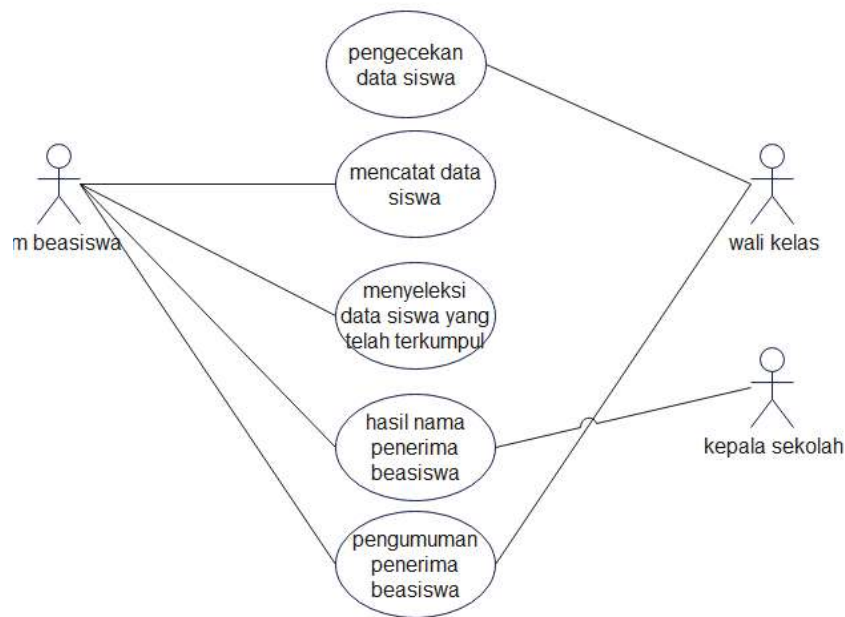 pengecekan
data siswa
mencatat data
siswa
m beasiswa
wali kelas
menyeleksi
data siswa yang
telah terkumpul
hasil nama
penerima
beasiswa
kepala sekolah
pengumuman
penerima
beasiswa